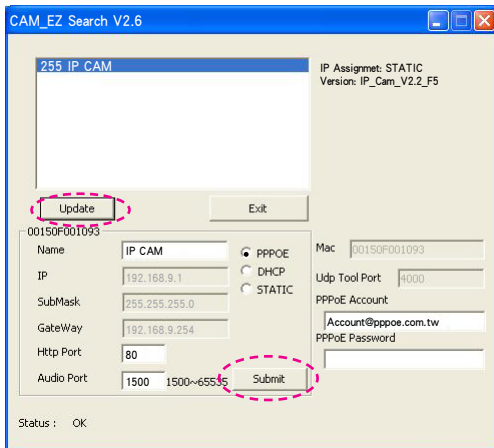 CAM_EZ Search V2.6
255 IP CAM
IP Assignmet: STATIC
Version: IP_Cam_V2.2_F5
Update
Exit
00150F001093
Name
IP CAM
PPPOE
Mac
00150F001093
IP
192.168.9.1
DHCP
Udp Tool Port
4000
STATIC
SubMask
255.255.255.0
PPPoE Account
GateWay
192.168.9.254
Account@pppoe.com.tw
PPPoE Password
Http Port
80
Audio Port
1500
1500~65535
Submit
Status : OK